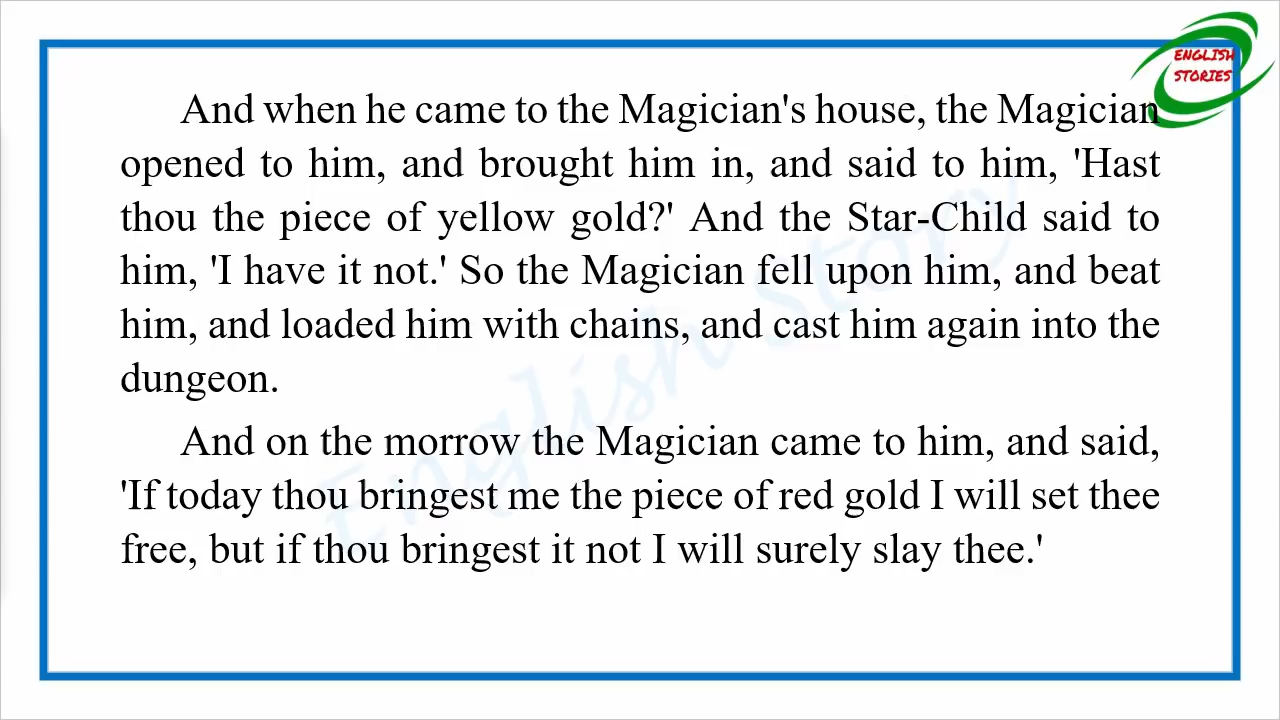 ENGLISH
STORIES
And when he came to the Magician's house, the Magician
opened to him, and brought him in, and said to him, 'Hast
thou the piece of yellow gold?' And the Star-Child said to
him, 'I have it not.' So the Magician fell upon him, and beat
him, and loaded him with chains, and cast him again into the
dungeon.
And on the morrow the Magician came to him, and said,
'If today thou bringest me the piece of red gold I will set thee
free, but if thou bringest it not I will surely slay thee.'
English Story